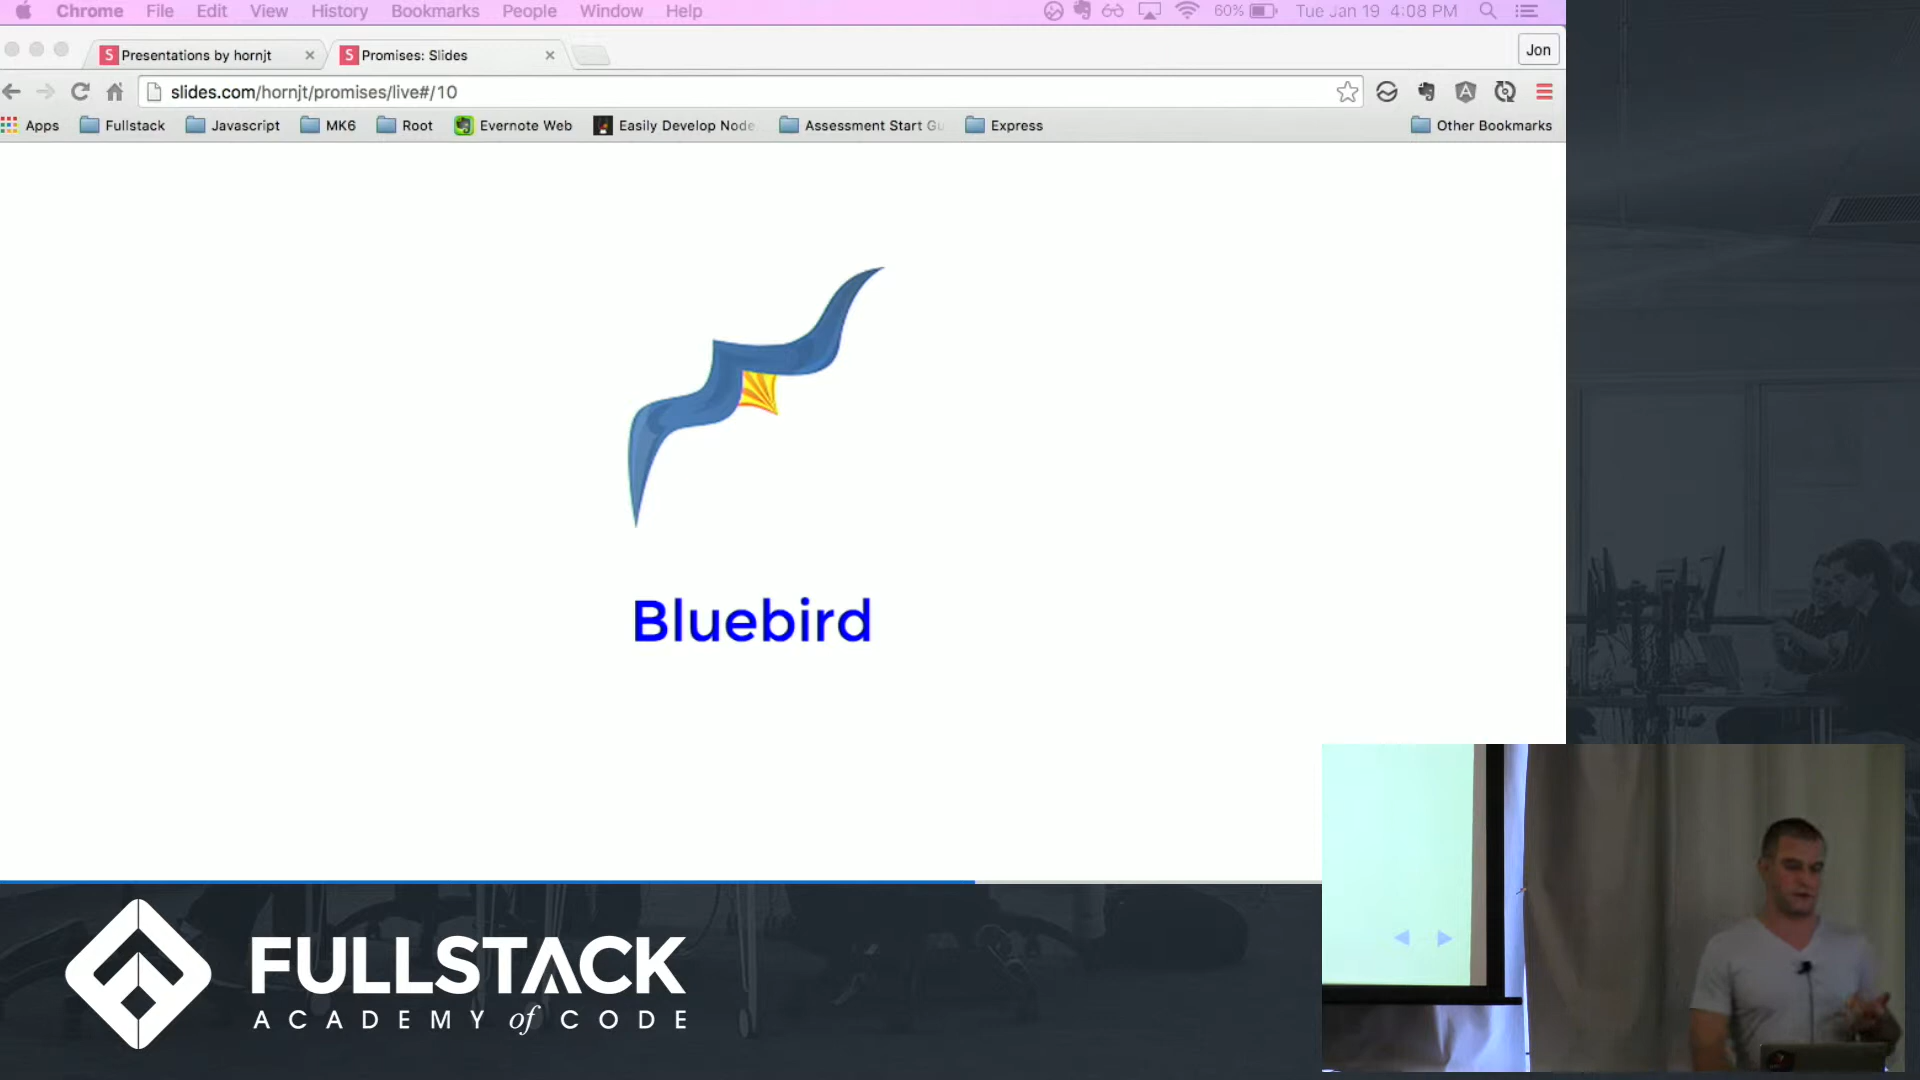 Chrome File Edit View History Bookmarks People Window Help 60% Tue Jan 19 4:08 PM
S Presentations by hornjt × S Promises: Slides × Jon
slides.com/hornjt/promises/live#/10
Apps Fullstack Javascript MK6 Root Evernote Web Easily Develop Node Assessment Start Gu Express Other Bookmarks
Bluebird
FULLSTACK
ACADEMY of CODE